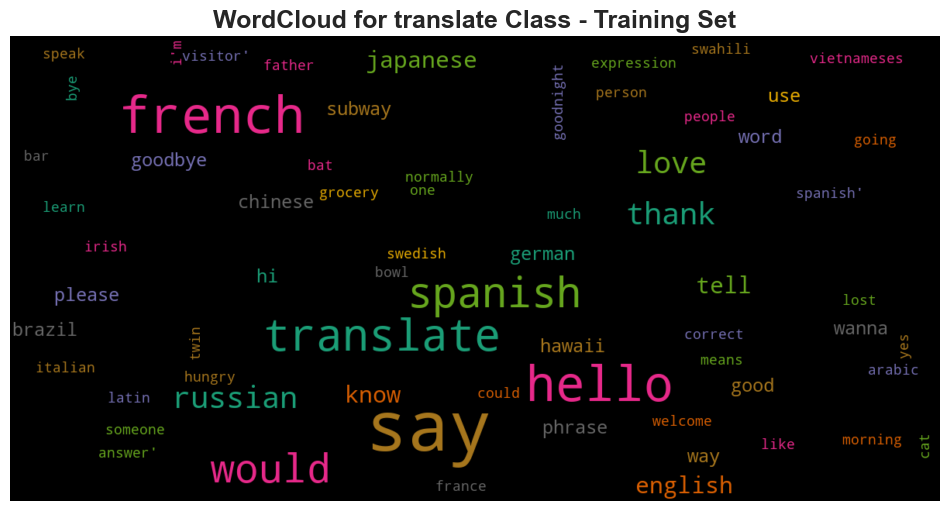 WordCloud for translate Class - Training Set
speak
i'm
visitor'
father
japanese
swahili
expression
vietnameses
bye
french
subway
goodnight
person
use
people
word
going
bar
goodbye
bat
normally
love
grocery
one
spanish'
learn
chinese
much
thank
irish
swedish
german
hi
bowl
please
spanish
tell
lost
brazil
translate
twin
hawaii
correct
wanna
yes
means
italian
hungry
hello
arabic
latin
russian
know
could
good
say
someone
phrase
welcome
answer'
like
morning
cat
would
way
france
english